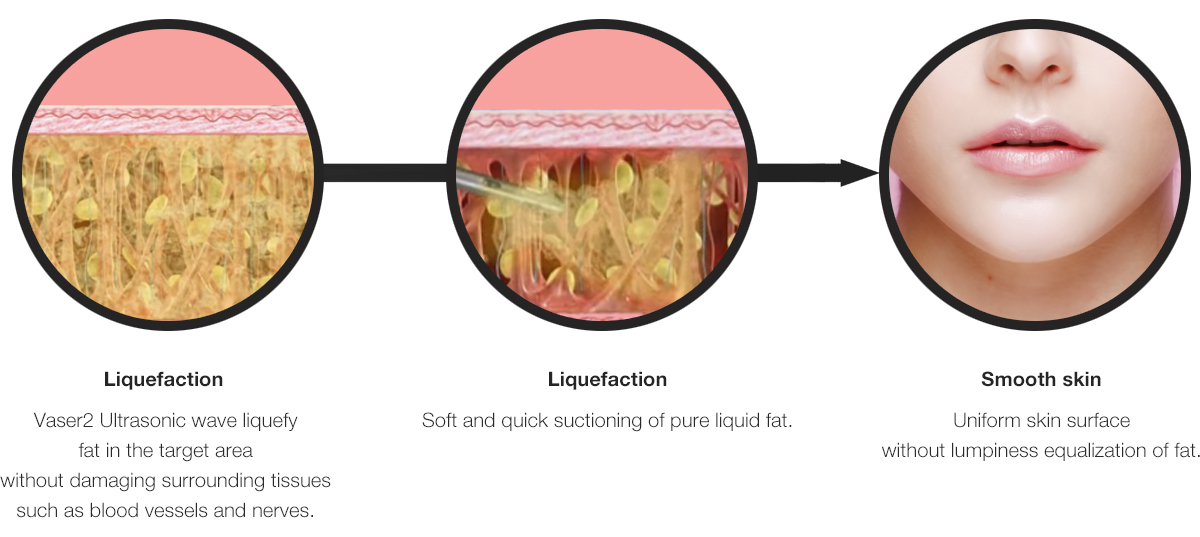 Liquefaction
Vaser2 Ultrasonic wave liquefy
fat in the target area
without damaging surrounding tissues
such as blood vessels and nerves.
Liquefaction
Soft and quick suctioning of pure liquid fat.
Smooth skin
Uniform skin surface
without lumpiness equalization of fat.